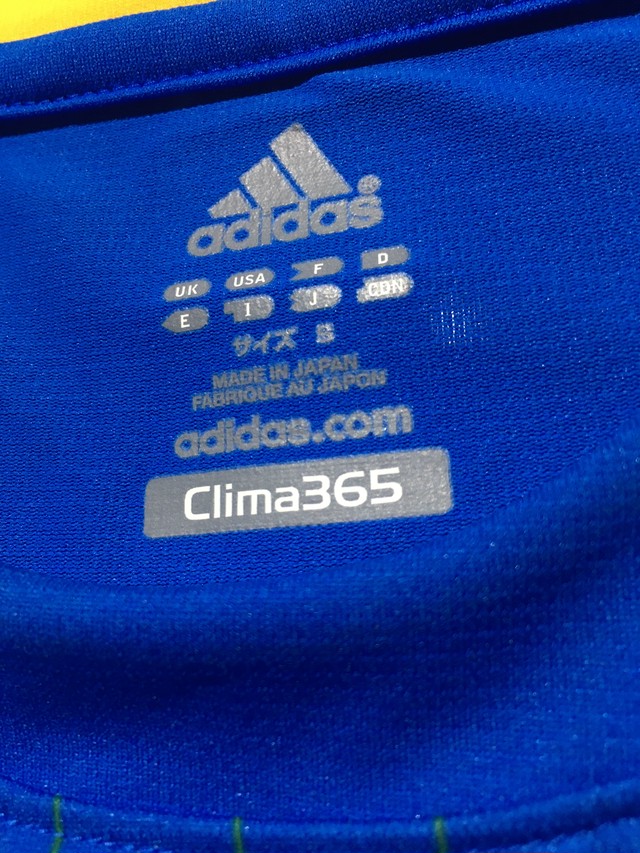 adidas®
UK USA F D
E I J CDN
サイズ S
MADE IN JAPAN
FABRIQUE AU JAPON
adidas.com
Clima365